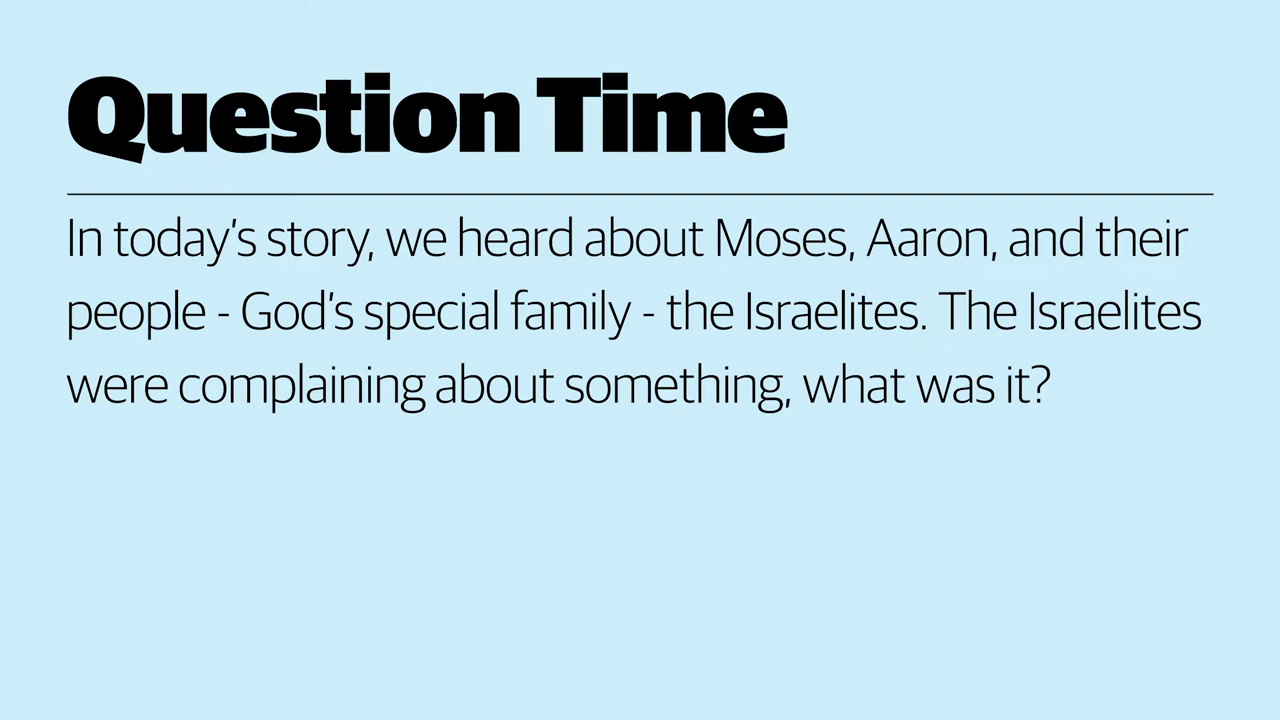 Question Time
In today’s story, we heard about Moses, Aaron, and their
people - God’s special family - the Israelites. The Israelites
were complaining about something, what was it?